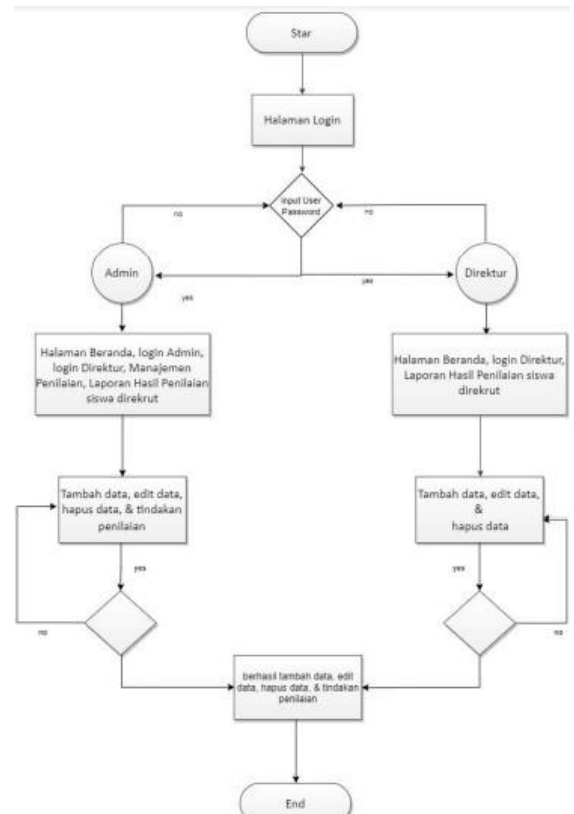 Star
Halaman Login
Input User
Password
no
no
Admin
Direktur
yes
yes
Halaman Beranda, login Admin,
login Direktur, Manajemen
Penilaian, Laporan Hasil Penilaian
siswa direkrut
Halaman Beranda, login Direktur,
Laporan Hasil Penilaian siswa
direkrut
Tambah data, edit data,
hapus data, & tindakan
penilaian
Tambah data, edit data,
&
hapus data
yes
yes
no
no
berhasil tambah data, edit
data, hapus data, & tindakan
penilaian
End